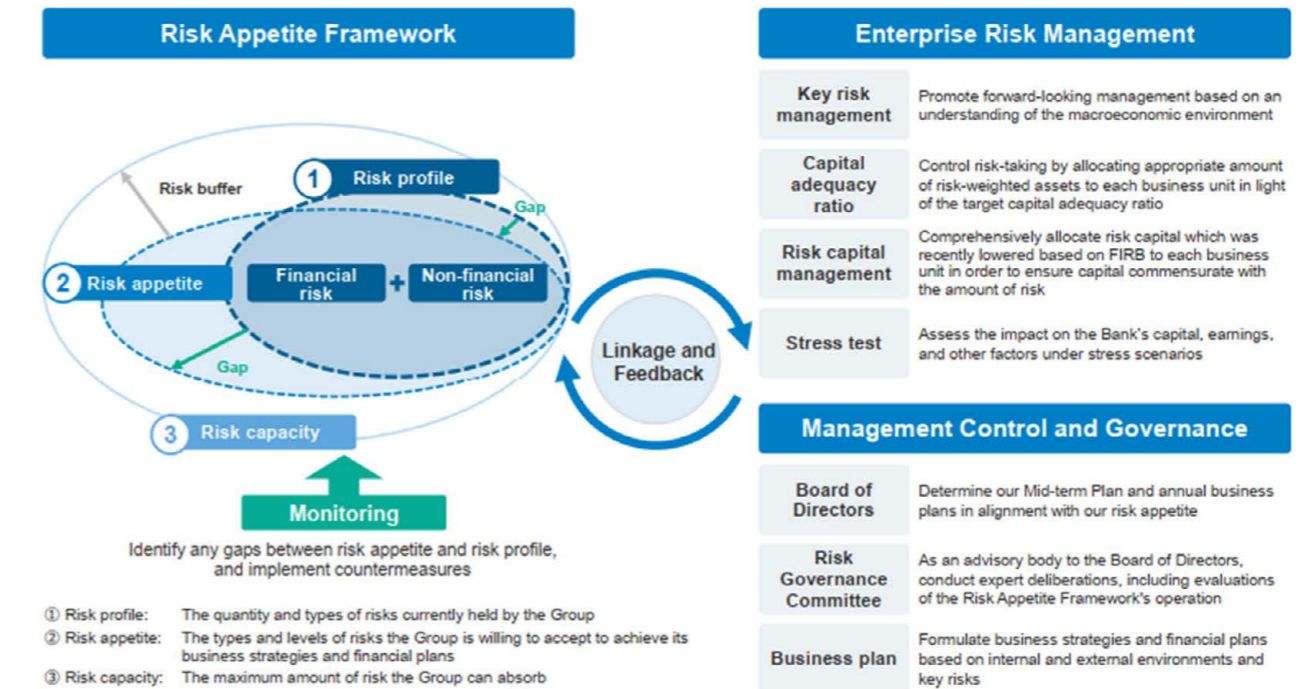 Risk Appetite Framework
Risk buffer
1
Risk profile
Gap
2
Risk appetite
Financial
risk
+
Non-financial
risk
Gap
3
Risk capacity
Monitoring
Identify any gaps between risk appetite and risk profile,
and implement countermeasures
① Risk profile: The quantity and types of risks currently held by the Group
② Risk appetite: The types and levels of risks the Group is willing to accept to achieve its
business strategies and financial plans
③ Risk capacity: The maximum amount of risk the Group can absorb
Linkage and
Feedback
Enterprise Risk Management
Key risk
management
Promote forward-looking management based on an
understanding of the macroeconomic environment
Capital
adequacy
ratio
Control risk-taking by allocating appropriate amount
of risk-weighted assets to each business unit in light
of the target capital adequacy ratio
Risk capital
management
Comprehensively allocate risk capital which was
recently lowered based on FIRB to each business
unit in order to ensure capital commensurate with
the amount of risk
Stress test
Assess the impact on the Bank's capital, earnings,
and other factors under stress scenarios
Management Control and Governance
Board of
Directors
Determine our Mid-term Plan and annual business
plans in alignment with our risk appetite
Risk
Governance
Committee
As an advisory body to the Board of Directors,
conduct expert deliberations, including evaluations
of the Risk Appetite Framework's operation
Business plan
Formulate business strategies and financial plans
based on internal and external environments and
key risks